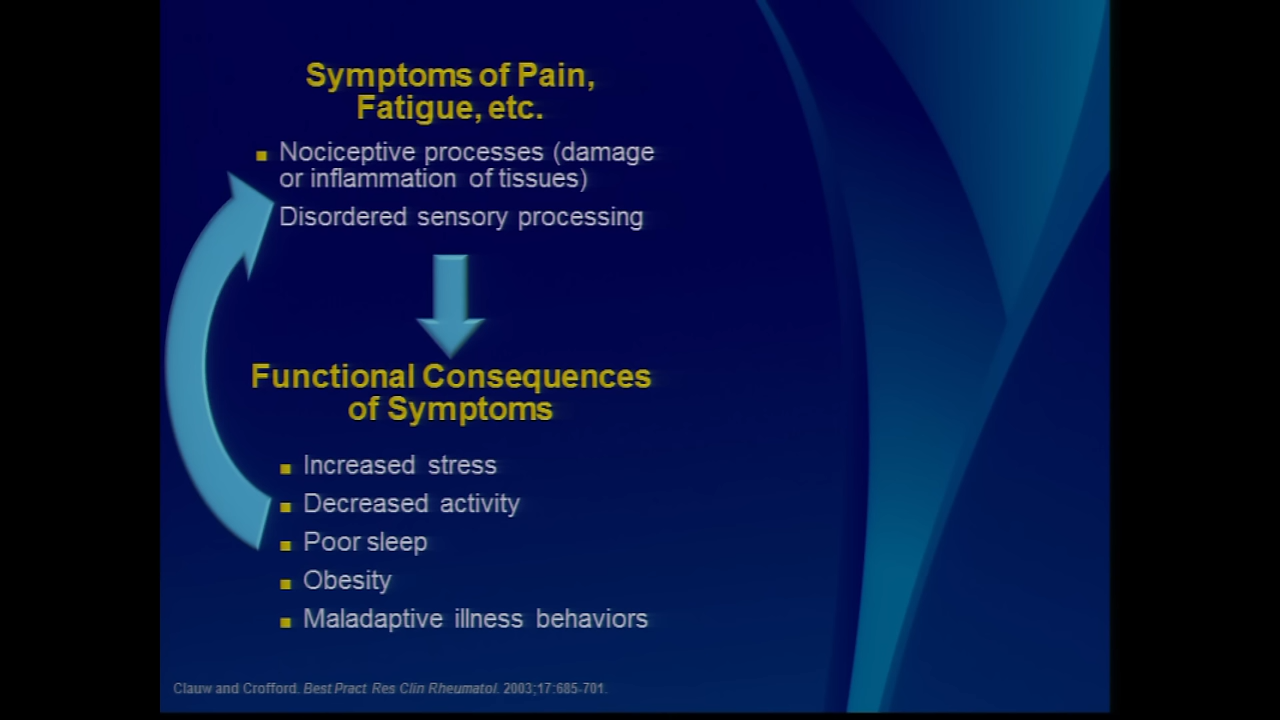 Symptoms of Pain,
Fatigue, etc.
Nociceptive processes (damage
or inflammation of tissues)
Disordered sensory processing
Functional Consequences
of Symptoms
Increased stress
Decreased activity
Poor sleep
Obesity
Maladaptive illness behaviors
Clauw and Crofford. Best Pract Res Clin Rheumatol. 2003;17:685-701.